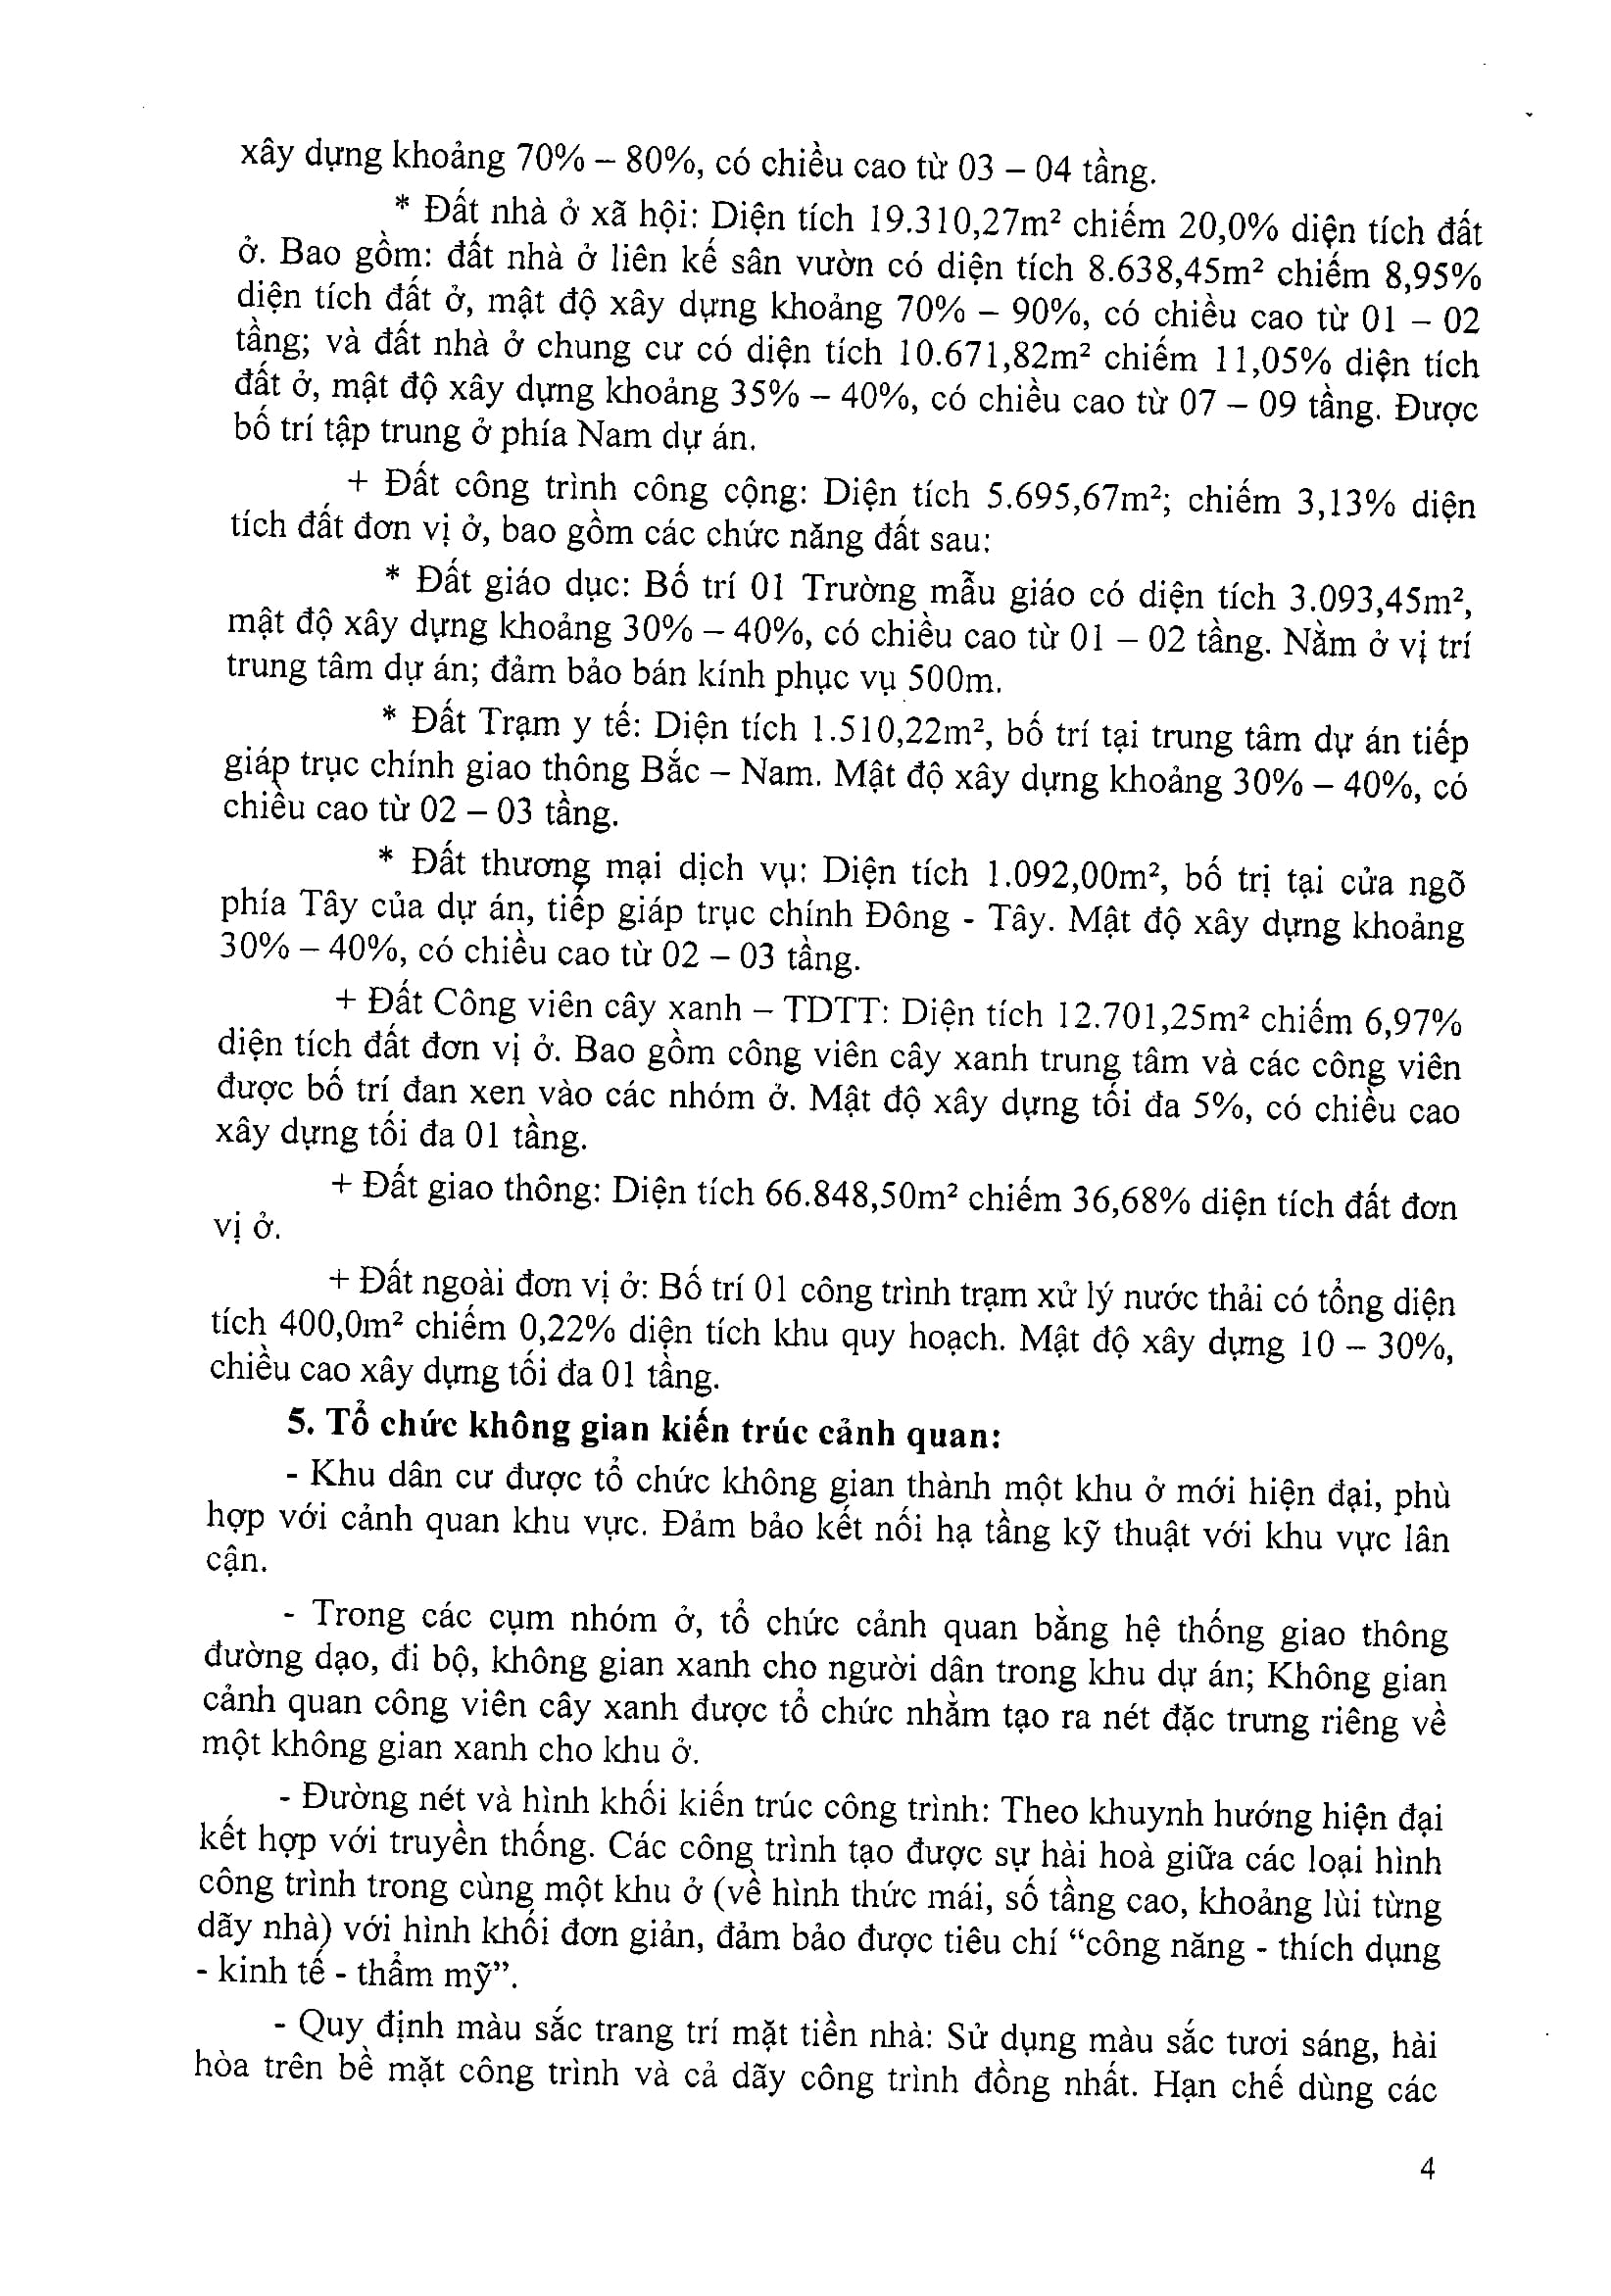 xây dựng khoảng 70% – 80%, có chiều cao từ 03 – 04 tầng.
* Đất nhà ở xã hội: Diện tích 19.310,27m² chiếm 20,0% diện tích đất
ở. Bao gồm: đất nhà ở liên kế sân vườn có diện tích 8.638,45m² chiếm 8,95%
diện tích đất ở, mật độ xây dựng khoảng 70% – 90%, có chiều cao từ 01 – 02
tầng; và đất nhà ở chung cư có diện tích 10.671,82m² chiếm 11,05% diện tích
đất ở, mật độ xây dựng khoảng 35% – 40%, có chiều cao từ 07 – 09 tầng. Được
bố trí tập trung ở phía Nam dự án.
+ Đất công trình công cộng: Diện tích 5.695,67m²; chiếm 3,13% diện
tích đất đơn vị ở, bao gồm các chức năng đất sau:
* Đất giáo dục: Bố trí 01 Trường mẫu giáo có diện tích 3.093,45m²,
mật độ xây dựng khoảng 30% – 40%, có chiều cao từ 01 – 02 tầng. Nằm ở vị trí
trung tâm dự án; đảm bảo bán kính phục vụ 500m.
* Đất Trạm y tế: Diện tích 1.510,22m², bố trí tại trung tâm dự án tiếp
giáp trục chính giao thông Bắc – Nam. Mật độ xây dựng khoảng 30% – 40%, có
chiều cao từ 02 – 03 tầng.
* Đất thương mại dịch vụ: Diện tích 1.092,00m², bố trị tại cửa ngõ
phía Tây của dự án, tiếp giáp trục chính Đông - Tây. Mật độ xây dựng khoảng
30% – 40%, có chiều cao từ 02 – 03 tầng.
+ Đất Công viên cây xanh – TDTT: Diện tích 12.701,25m² chiếm 6,97%
diện tích đất đơn vị ở. Bao gồm công viên cây xanh trung tâm và các công viên
được bố trí đan xen vào các nhóm ở. Mật độ xây dựng tối đa 5%, có chiều cao
xây dựng tối đa 01 tầng.
+ Đất giao thông: Diện tích 66.848,50m² chiếm 36,68% diện tích đất đơn
vị ở.
+ Đất ngoài đơn vị ở: Bố trí 01 công trình trạm xử lý nước thải có tổng diện
tích 400,0m² chiếm 0,22% diện tích khu quy hoạch. Mật độ xây dựng 10 – 30%,
chiều cao xây dựng tối đa 01 tầng.
5. Tổ chức không gian kiến trúc cảnh quan:
- Khu dân cư được tổ chức không gian thành một khu ở mới hiện đại, phù
hợp với cảnh quan khu vực. Đảm bảo kết nối hạ tầng kỹ thuật với khu vực lân
cận.
- Trong các cụm nhóm ở, tổ chức cảnh quan bằng hệ thống giao thông
đường dạo, đi bộ, không gian xanh cho người dân trong khu dự án; Không gian
cảnh quan công viên cây xanh được tổ chức nhằm tạo ra nét đặc trưng riêng về
một không gian xanh cho khu ở.
- Đường nét và hình khối kiến trúc công trình: Theo khuynh hướng hiện đại
kết hợp với truyền thống. Các công trình tạo được sự hài hoà giữa các loại hình
công trình trong cùng một khu ở (về hình thức mái, số tầng cao, khoảng lùi từng
dãy nhà) với hình khối đơn giản, đảm bảo được tiêu chí “công năng - thích dụng
- kinh tế - thẩm mỹ”.
- Quy định màu sắc trang trí mặt tiền nhà: Sử dụng màu sắc tươi sáng, hài
hòa trên bề mặt công trình và cả dãy công trình đồng nhất. Hạn chế dùng các
4